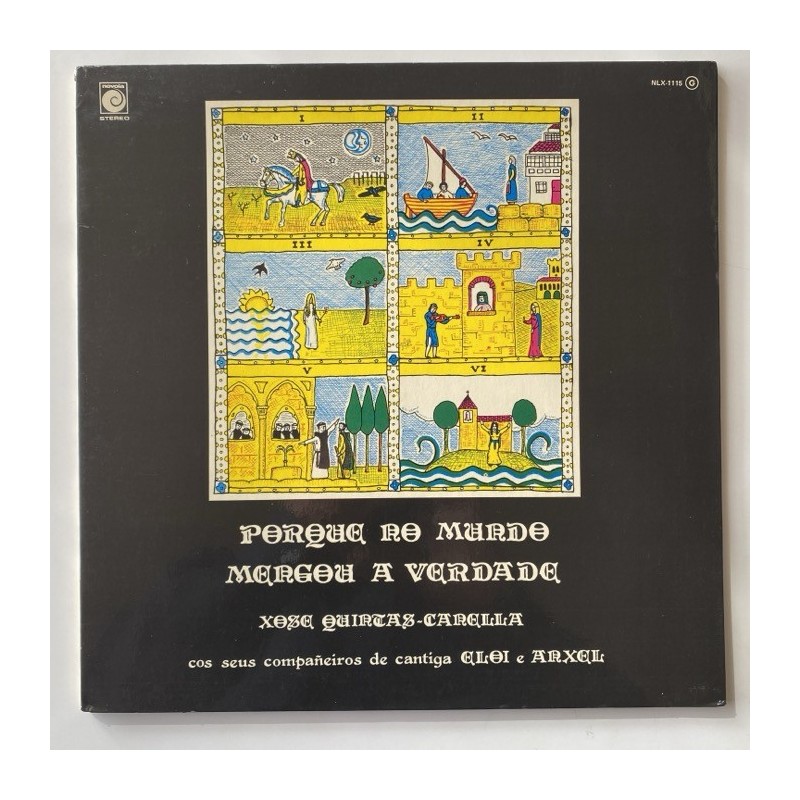 novola
STEREO
NLX-1115 G
I
II
III
IV
V
VI
PORQUE NO MUNDO
MENGOU A VERDADE
XOSE QUINTAS-CANELLA
cos seus compañeiros de cantiga ELOI e ANXEL